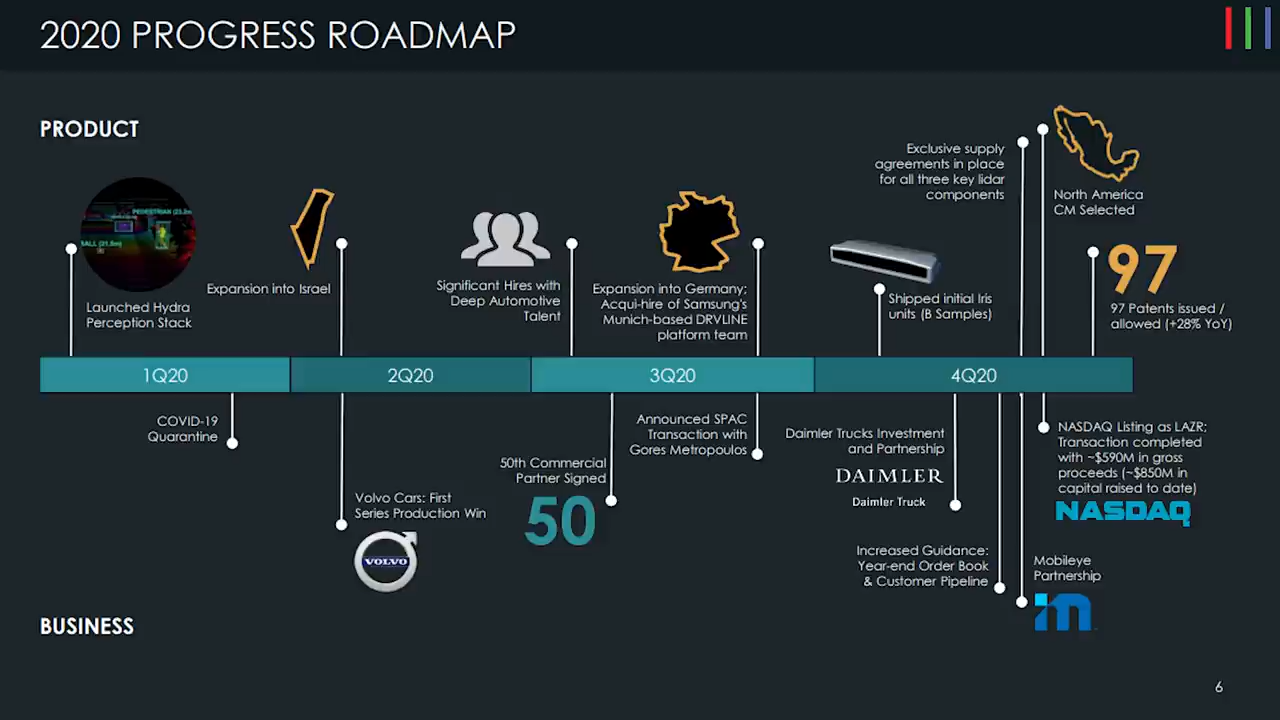 2020 PROGRESS ROADMAP
PRODUCT
PEDESTRIAN (23.2m
BALL (21.5m)
Launched Hydra
Perception Stack
Expansion into Israel
Significant Hires with
Deep Automotive
Talent
Expansion into Germany;
Acqui-hire of Samsung's
Munich-based DRVLINE
platform team
Shipped initial Iris
units (B Samples)
Exclusive supply
agreements in place
for all three key lidar
components
North America
CM Selected
97
97 Patents issued /
allowed (+28% YoY)
1Q20
2Q20
3Q20
4Q20
COVID-19
Quarantine
Volvo Cars: First
Series Production Win
VOLVO
50th Commercial
Partner Signed
50
Announced SPAC
Transaction with
Gores Metropoulos
Daimler Trucks Investment
and Partnership
DAIMLER
Daimler Truck
Increased Guidance:
Year-end Order Book
& Customer Pipeline
Mobileye
Partnership
NASDAQ Listing as LAZR;
Transaction completed
with ~$590M in gross
proceeds (~$850M in
capital raised to date)
NASDAQ
BUSINESS
6